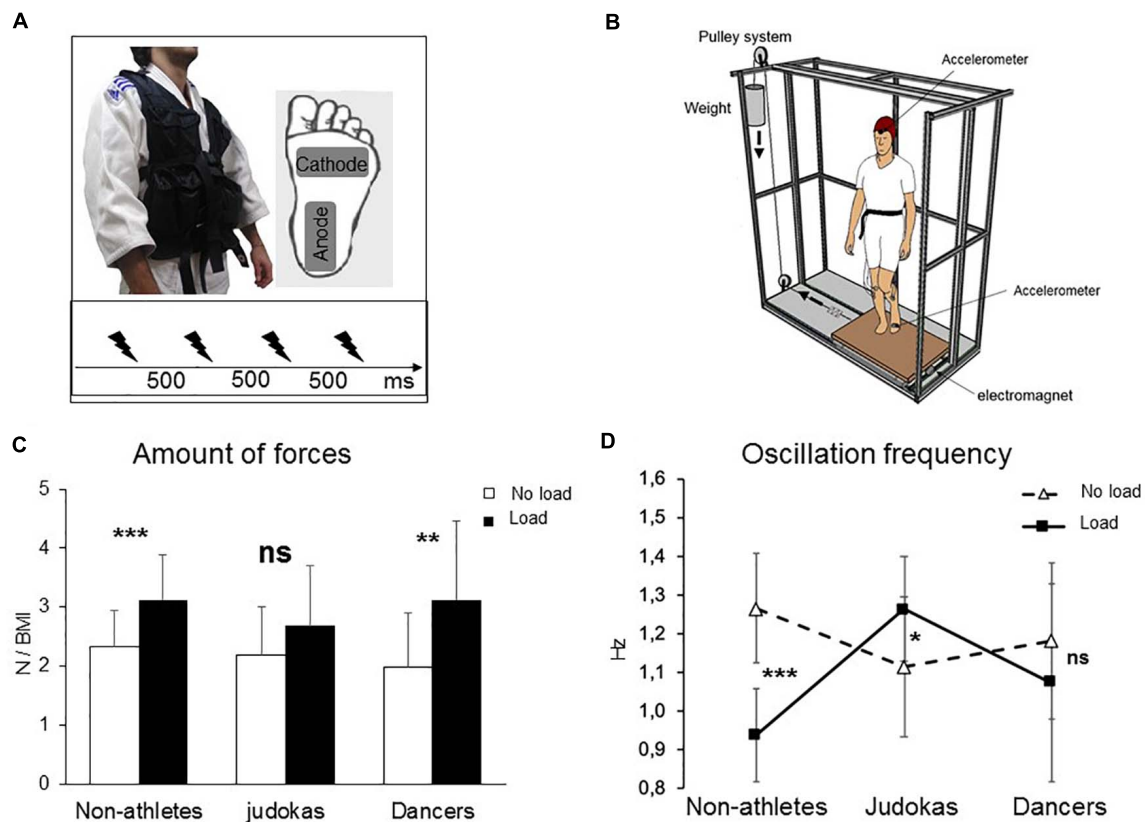 A
Cathode
Anode
500 500 500 ms
B
Pulley system
Accelerometer
Weight
Accelerometer
electromagnet
C
Amount of forces
No load
Load
N / BMI
5
4
3
2
1
0
***
ns
**
Non-athletes judokas Dancers
D
Oscillation frequency
No load
Load
Hz
1,6
1,5
1,4
1,3
1,2
1,1
1,0
0,9
0,8
***
*
ns
Non-athletes Judokas Dancers